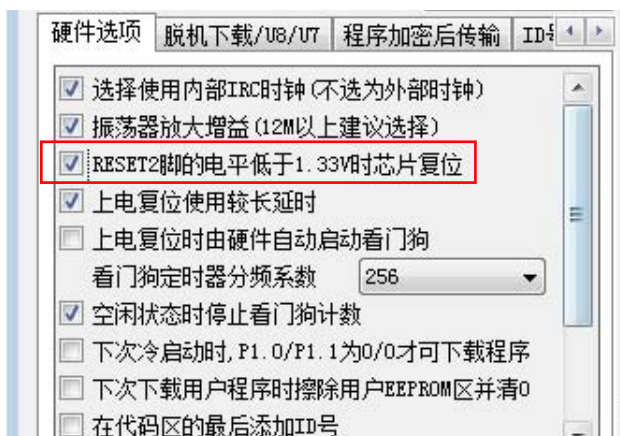 硬件选项 脱机下载/U8/U7 程序加密后传输 ID号
选择使用内部IRC时钟(不选为外部时钟)
振荡器放大增益(12M以上建议选择)
RESET2脚的电平低于1.33V时芯片复位
上电复位使用较长延时
上电复位时由硬件自动启动看门狗
看门狗定时器分频系数 256
空闲状态时停止看门狗计数
下次冷启动时,P1.0/P1.1为0/0才可下载程序
下次下载用户程序时擦除用户EEPROM区并清0
在代码区的最后添加ID号